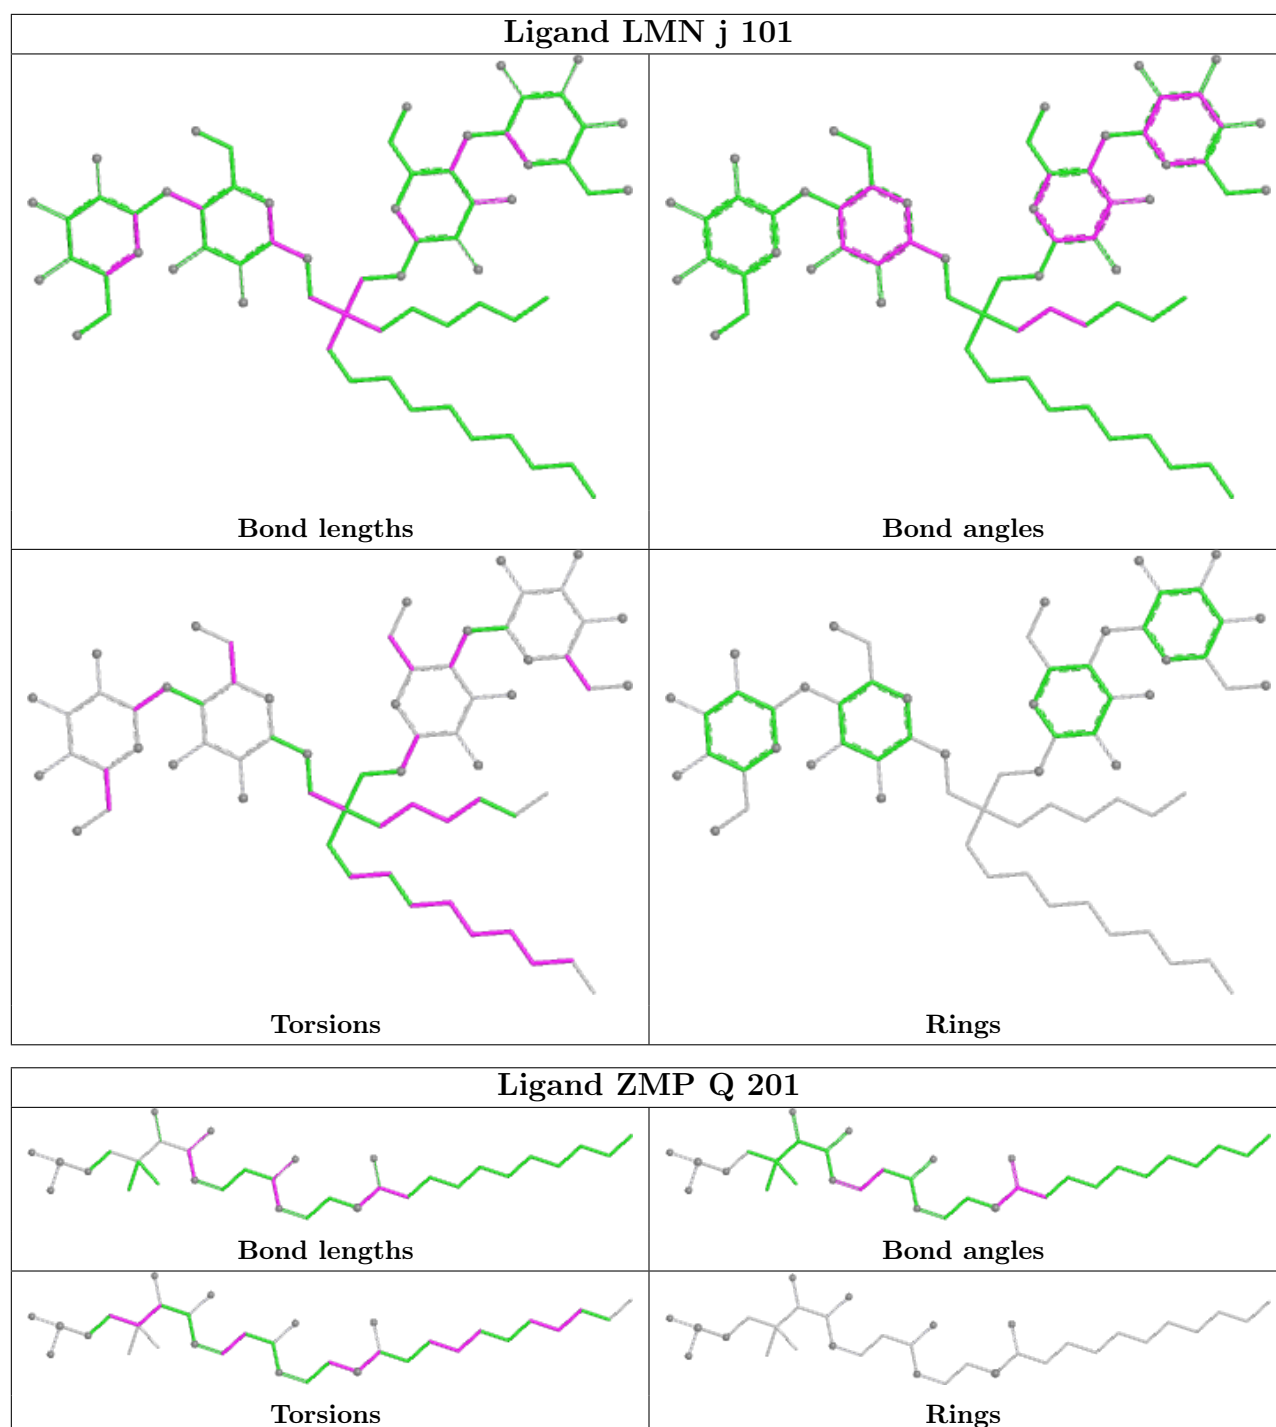 Ligand LMN j 101
Bond lengths
Bond angles
Torsions
Rings
Ligand ZMP Q 201
Bond lengths
Bond angles
Torsions
Rings